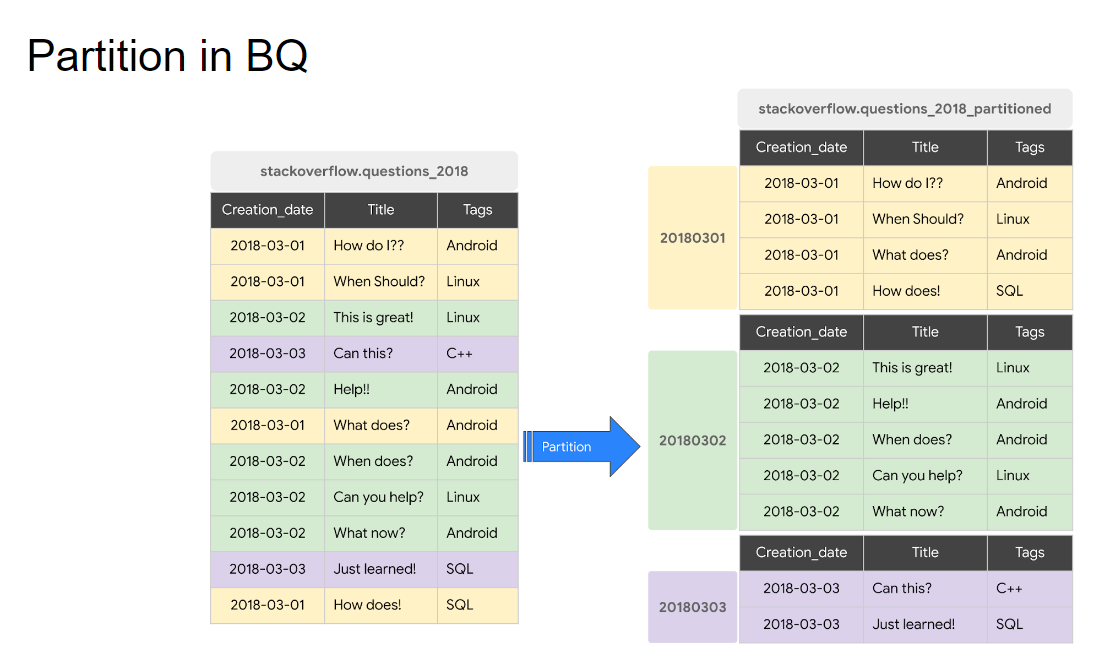 Partition in BQ
stackoverflow.questions_2018
Creation_date Title Tags
2018-03-01 How do I?? Android
2018-03-01 When Should? Linux
2018-03-02 This is great! Linux
2018-03-03 Can this? C++
2018-03-02 Help!! Android
2018-03-01 What does? Android
2018-03-02 When does? Android
2018-03-02 Can you help? Linux
2018-03-02 What now? Android
2018-03-03 Just learned! SQL
2018-03-01 How does! SQL
Partition
stackoverflow.questions_2018_partitioned
Creation_date Title Tags
20180301
2018-03-01 How do I?? Android
2018-03-01 When Should? Linux
2018-03-01 What does? Android
2018-03-01 How does! SQL
Creation_date Title Tags
20180302
2018-03-02 This is great! Linux
2018-03-02 Help!! Android
2018-03-02 When does? Android
2018-03-02 Can you help? Linux
2018-03-02 What now? Android
Creation_date Title Tags
20180303
2018-03-03 Can this? C++
2018-03-03 Just learned! SQL